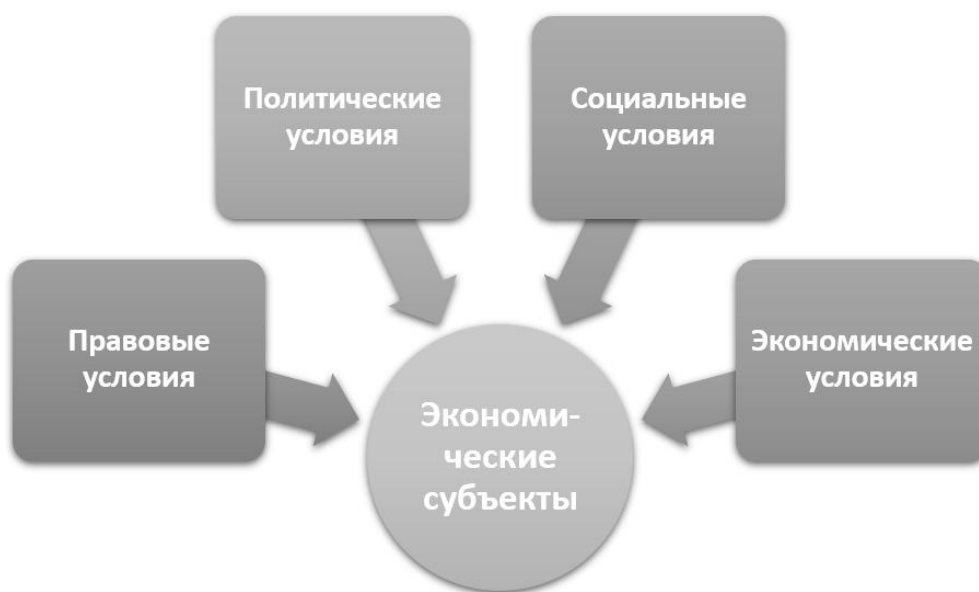 Политические
условия
Социальные
условия
Правовые
условия
Экономические
условия
Экономи-
ческие
субъекты